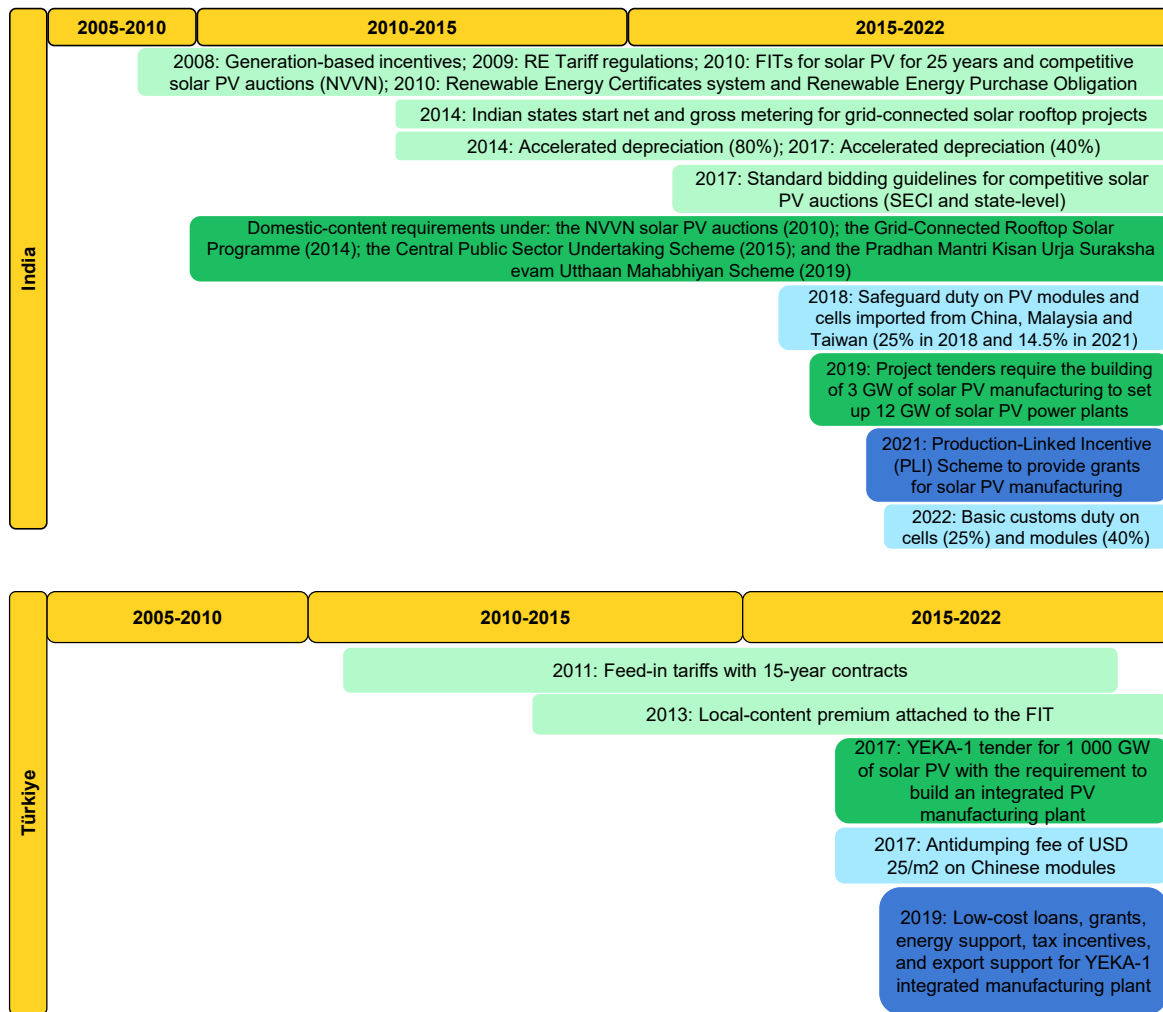 2005-2010
2010-2015
2015-2022
India
2008: Generation-based incentives; 2009: RE Tariff regulations; 2010: FITs for solar PV for 25 years and competitive
solar PV auctions (NVVN); 2010: Renewable Energy Certificates system and Renewable Energy Purchase Obligation
2014: Indian states start net and gross metering for grid-connected solar rooftop projects
2014: Accelerated depreciation (80%); 2017: Accelerated depreciation (40%)
2017: Standard bidding guidelines for competitive solar
PV auctions (SECI and state-level)
Domestic-content requirements under: the NVVN solar PV auctions (2010); the Grid-Connected Rooftop Solar
Programme (2014); the Central Public Sector Undertaking Scheme (2015); and the Pradhan Mantri Kisan Urja Suraksha
evam Utthaan Mahabhiyan Scheme (2019)
2018: Safeguard duty on PV modules and
cells imported from China, Malaysia and
Taiwan (25% in 2018 and 14.5% in 2021)
2019: Project tenders require the building
of 3 GW of solar PV manufacturing to set
up 12 GW of solar PV power plants
2021: Production-Linked Incentive
(PLI) Scheme to provide grants
for solar PV manufacturing
2022: Basic customs duty on
cells (25%) and modules (40%)
2005-2010
2010-2015
2015-2022
Türkiye
2011: Feed-in tariffs with 15-year contracts
2013: Local-content premium attached to the FIT
2017: YEKA-1 tender for 1 000 GW
of solar PV with the requirement to
build an integrated PV
manufacturing plant
2017: Antidumping fee of USD
25/m2 on Chinese modules
2019: Low-cost loans, grants,
energy support, tax incentives,
and export support for YEKA-1
integrated manufacturing plant